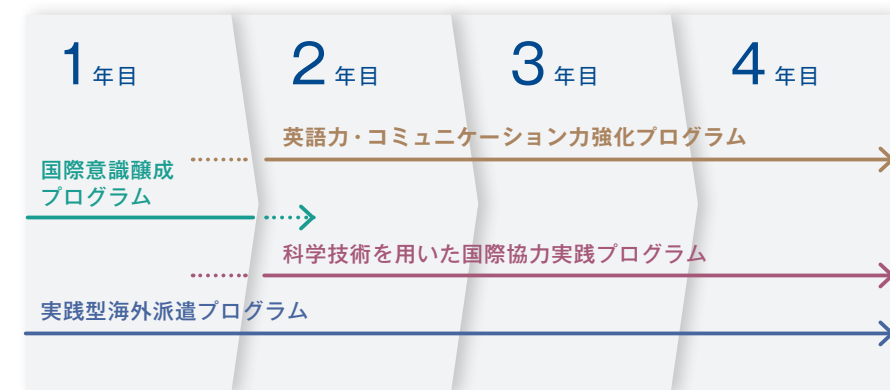 1年目
2年目
3年目
4年目
英語力・コミュニケーション力強化プログラム
国際意識醸成
プログラム
科学技術を用いた国際協力実践プログラム
実践型海外派遣プログラム